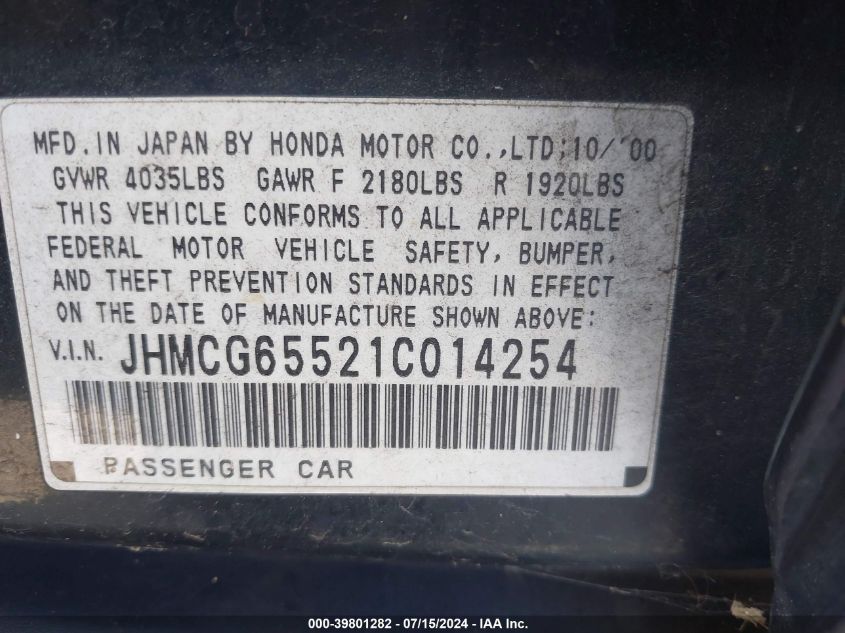 MFD. IN JAPAN BY HONDA MOTOR CO., LTD; 10/'00
GVWR 4035LBS GAWR F 2180LBS R 1920LBS
THIS VEHICLE CONFORMS TO ALL APPLICABLE
FEDERAL MOTOR VEHICLE SAFETY, BUMPER,
AND THEFT PREVENTION STANDARDS IN EFFECT
ON THE DATE OF MANUFACTURE SHOWN ABOVE:
V.I.N. JHMCG65521C014254
PASSENGER CAR
000-39801282 - 07/15/2024 - IAA Inc.